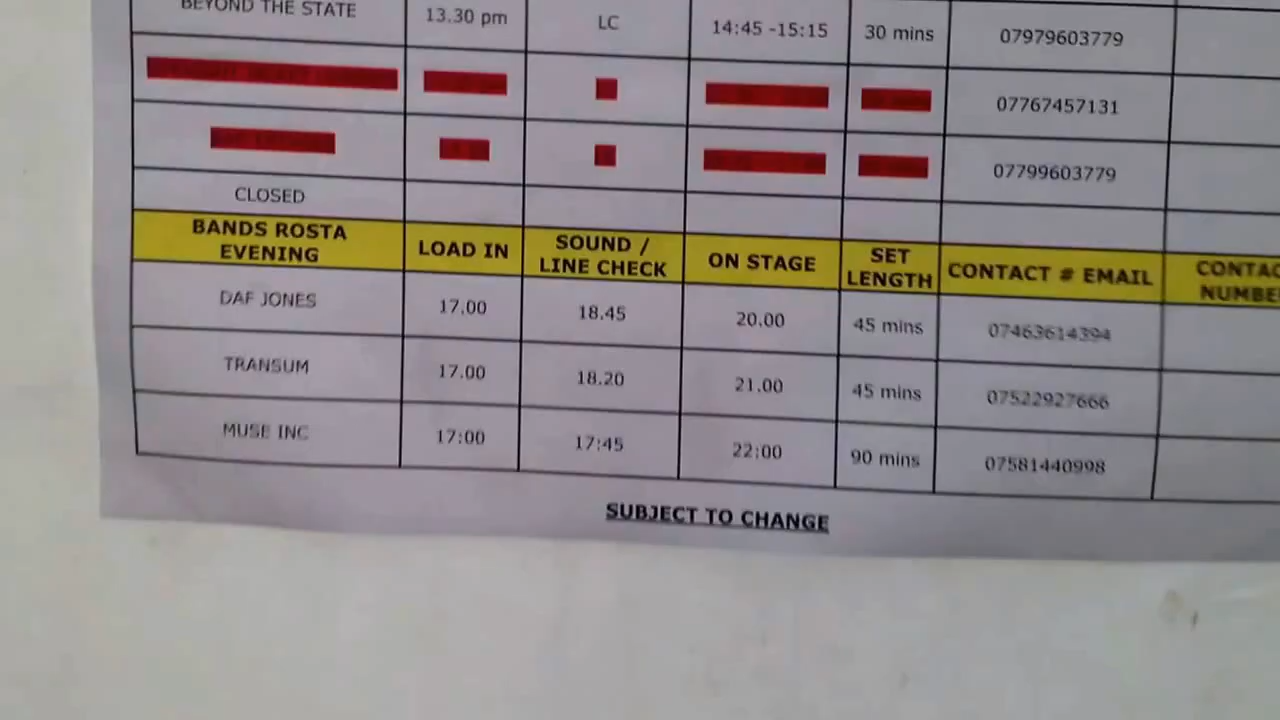 BEYOND THE STATE 13.30 pm LC 14:45 -15:15 30 mins 07979603779
07767457131
07799603779
CLOSED
BANDS ROSTA EVENING LOAD IN SOUND / LINE CHECK ON STAGE SET LENGTH CONTACT # EMAIL CONTAC NUMBE
DAF JONES 17.00 18.45 20.00 45 mins 07463614394
TRANSUM 17.00 18.20 21.00 45 mins 07522927666
MUSE INC 17:00 17:45 22:00 90 mins 07581440998
SUBJECT TO CHANGE